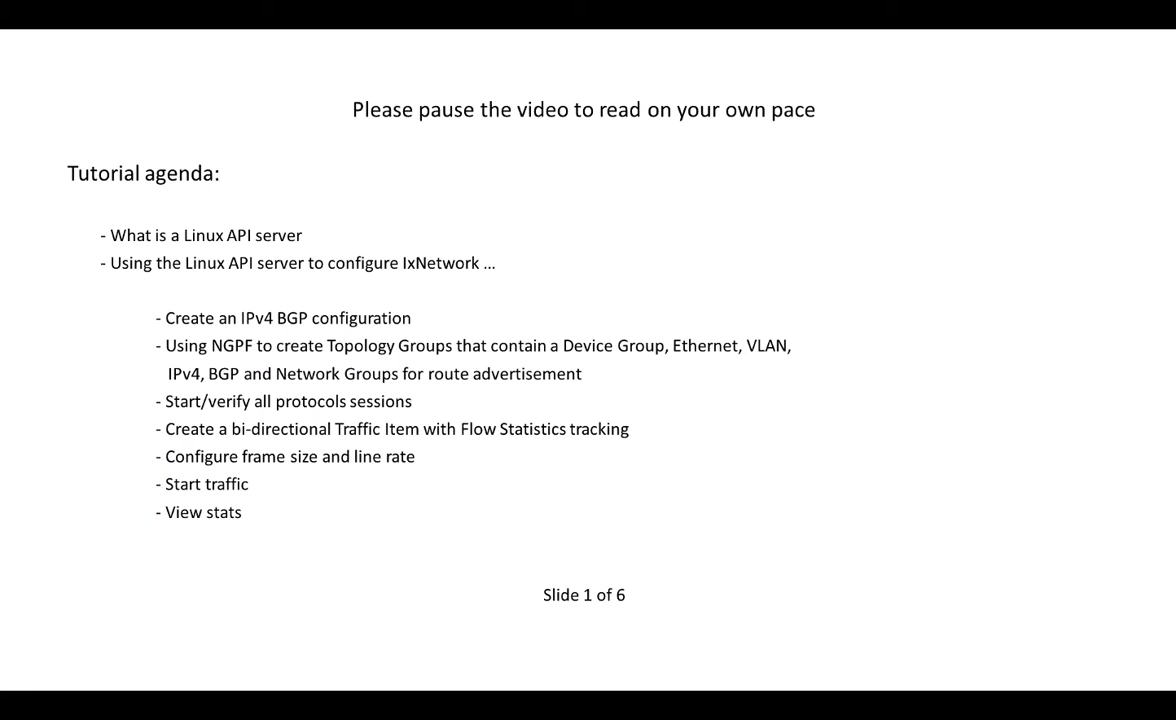 Please pause the video to read on your own pace
Tutorial agenda:
- What is a Linux API server
- Using the Linux API server to configure IxNetwork ...
- Create an IPv4 BGP configuration
- Using NGPF to create Topology Groups that contain a Device Group, Ethernet, VLAN,
IPv4, BGP and Network Groups for route advertisement
- Start/verify all protocols sessions
- Create a bi-directional Traffic Item with Flow Statistics tracking
- Configure frame size and line rate
- Start traffic
- View stats
Slide 1 of 6